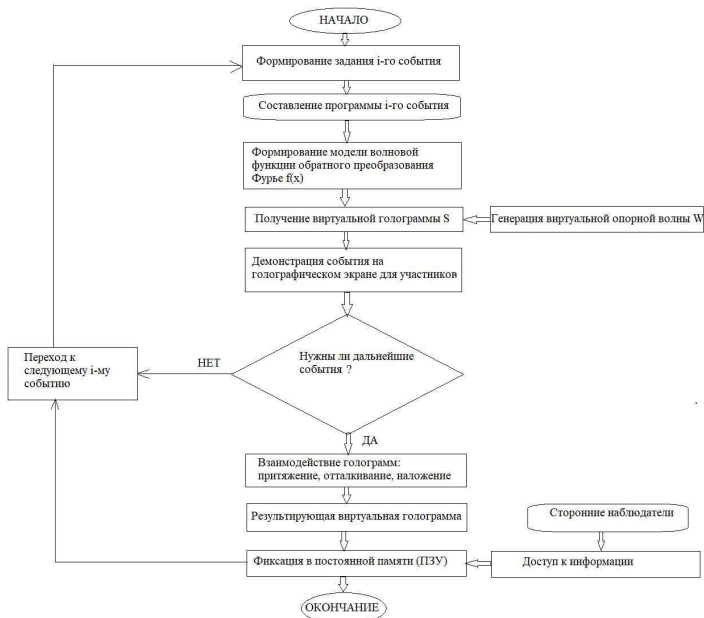 НАЧАЛО
Формирование задания i-го события
Составление программы i-го события
Формирование модели волновой
функции обратного преобразования
Фурье f(x)
Получение виртуальной голограммы S
Генерация виртуальной опорной волны W
Демонстрация события на
голографическом экране для участников
Нужны ли дальнейшие
события ?
НЕТ
Переход к
следующему i-му
событию
ДА
Взаимодействие голограмм:
притяжение, отталкивание, наложение
Результирующая виртуальная голограмма
Сторонние наблюдатели
Фиксация в постоянной памяти (ПЗУ)
Доступ к информации
ОКОНЧАНИЕ